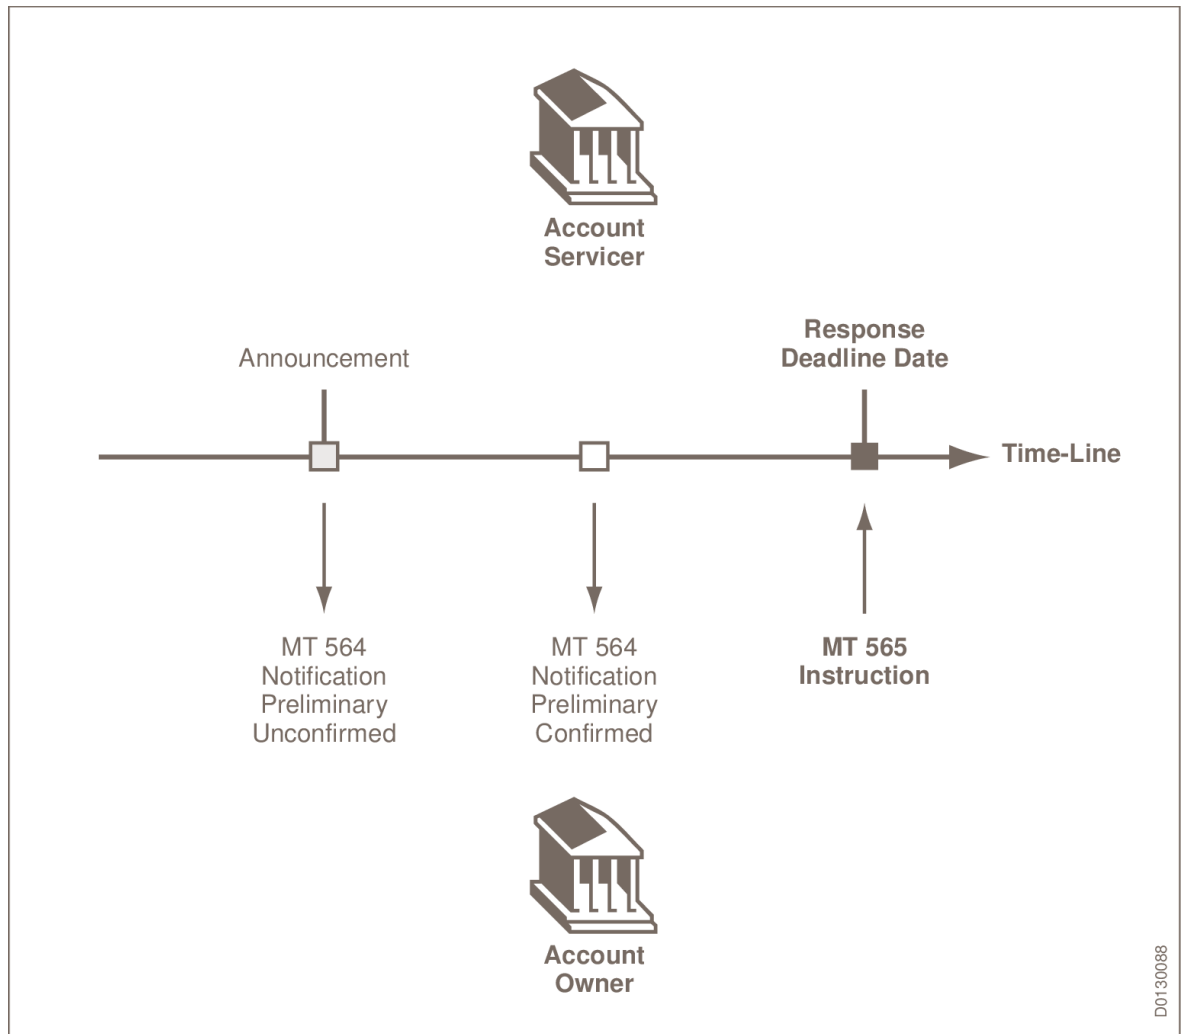 Account
Servicer
Announcement
Response
Deadline Date
Time-Line
MT 564
Notification
Preliminary
Unconfirmed
MT 564
Notification
Preliminary
Confirmed
MT 565
Instruction
Account
Owner
D0130088